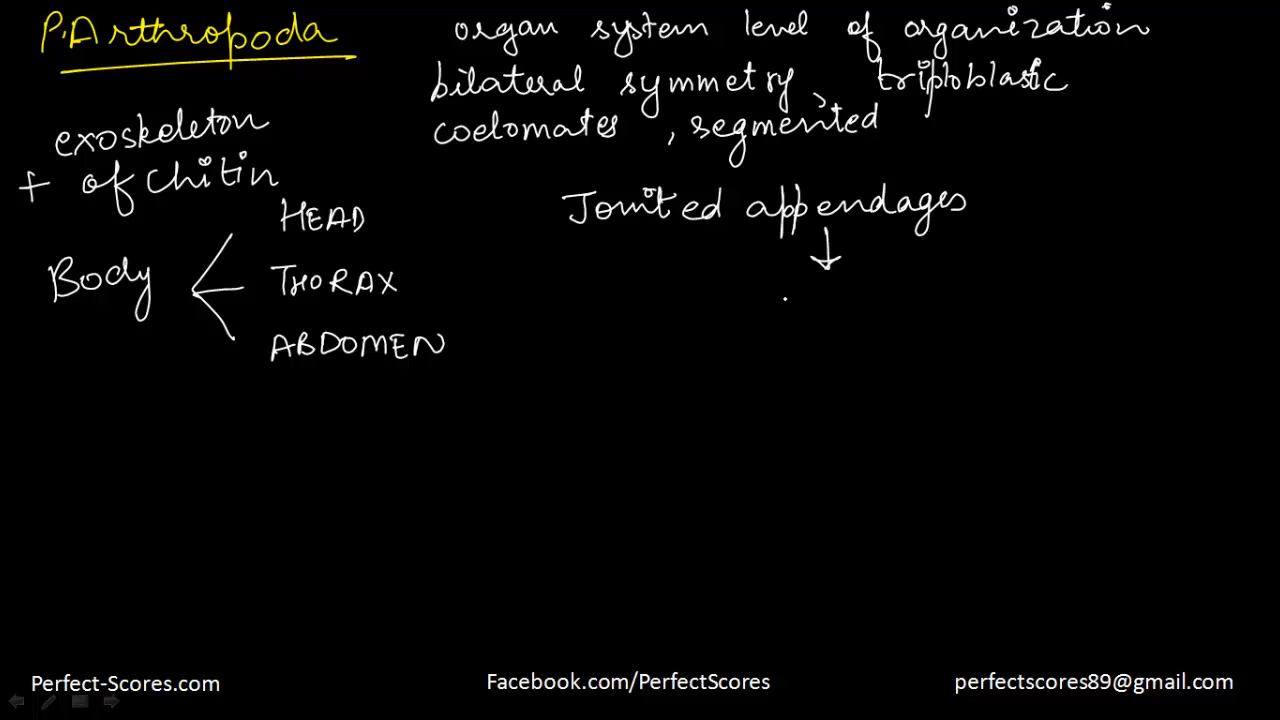 P.Arthropoda
organ system level of organization
bilateral symmetry, triploblastic
coelomates, segmented
exoskeleton
+ of chitin
Jointed appendages
Body
HEAD
THORAX
ABDOMEN
Perfect-Scores.com
Facebook.com/PerfectScores
perfectscores89@gmail.com